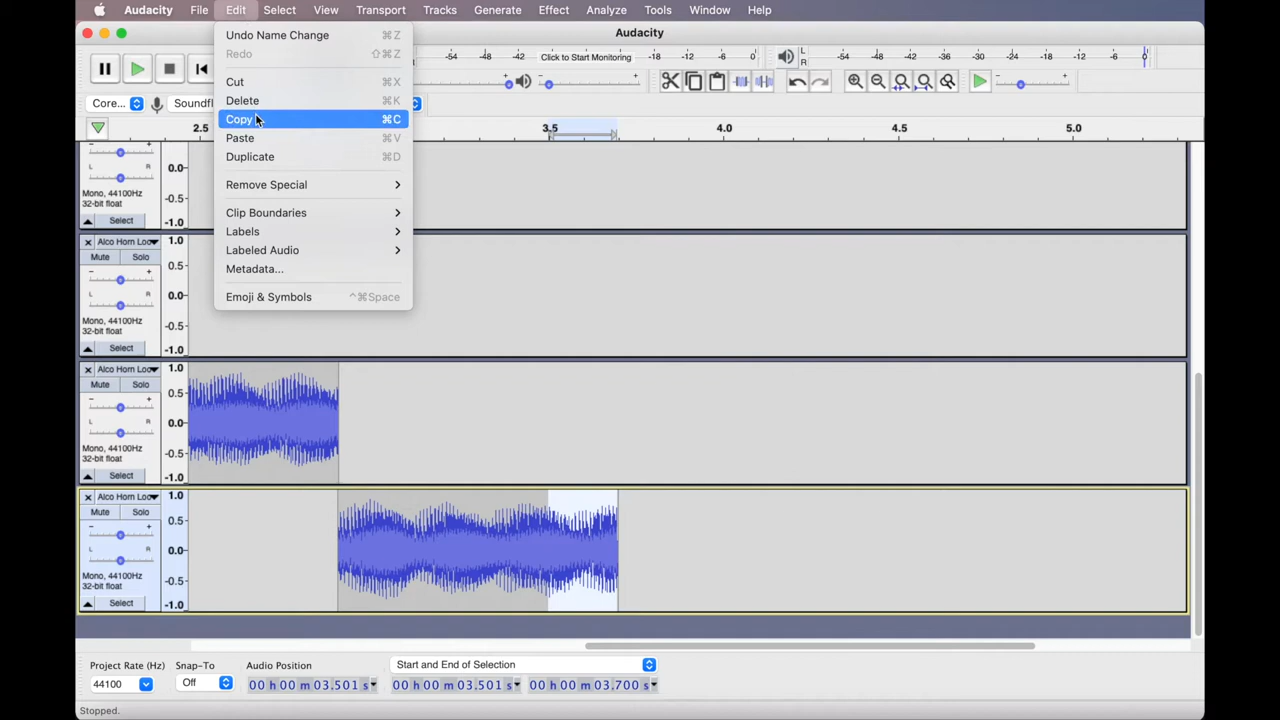 Audacity File Edit Select View Transport Tracks Generate Effect Analyze Tools Window Help
Audacity
Undo Name Change ⌘Z
Redo ⇧⌘Z
Cut ⌘X
Delete ⌘K
Copy ⌘C
Paste ⌘V
Duplicate ⌘D
Remove Special
Clip Boundaries
Labels
Labeled Audio
Metadata...
Emoji & Symbols ^⌘Space
-54 -48 -42 Click to Start Monitoring -6 0
L
R
-54 -48 -42 -36 -30 -24 -18 -12 -6 0
Core... Soundfl
2.5 3.5 4.0 4.5 5.0
- +
L R
Mono, 44100Hz
32-bit float
Select
0.0
-0.5
-1.0
Alco Horn Loo
Mute Solo
- +
L R
Mono, 44100Hz
32-bit float
Select
1.0
0.5
0.0
-0.5
-1.0
Alco Horn Loo
Mute Solo
- +
L R
Mono, 44100Hz
32-bit float
Select
1.0
0.5
0.0
-0.5
-1.0
Alco Horn Loo
Mute Solo
- +
L R
Mono, 44100Hz
32-bit float
Select
1.0
0.5
0.0
-0.5
-1.0
Project Rate (Hz) Snap-To Audio Position Start and End of Selection
44100 Off 00 h 00 m 03.501 s 00 h 00 m 03.501 s 00 h 00 m 03.700 s
Stopped.